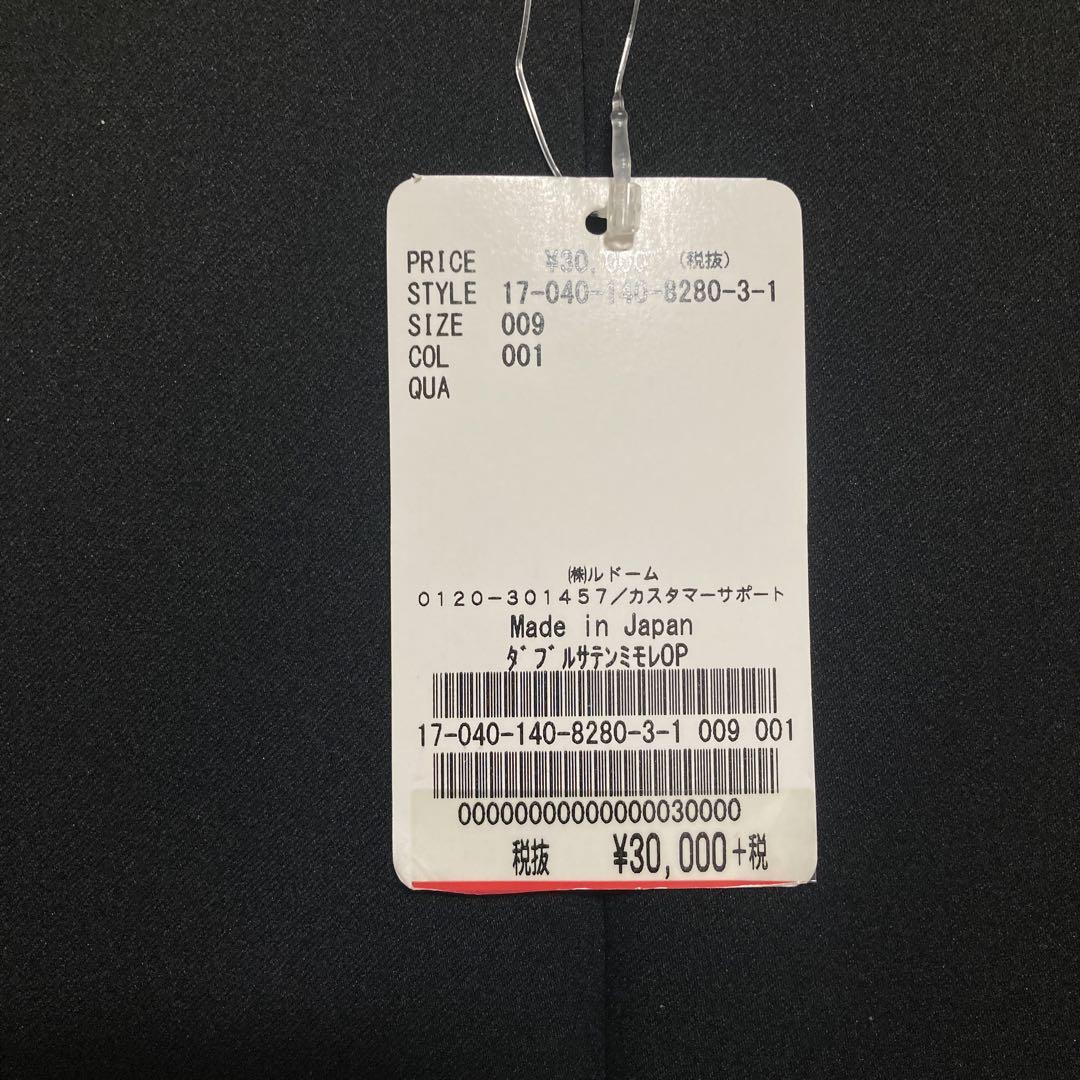 PRICE ¥30,000 (税抜)
STYLE 17-040-140-8280-3-1
SIZE 009
COL 001
QUA
㈱ルドーム
0120-301457/カスタマーサポート
Made in Japan
ダブルサテンミモレOP
17-040-140-8280-3-1 009 001
00000000000000030000
税抜 ¥30,000+税